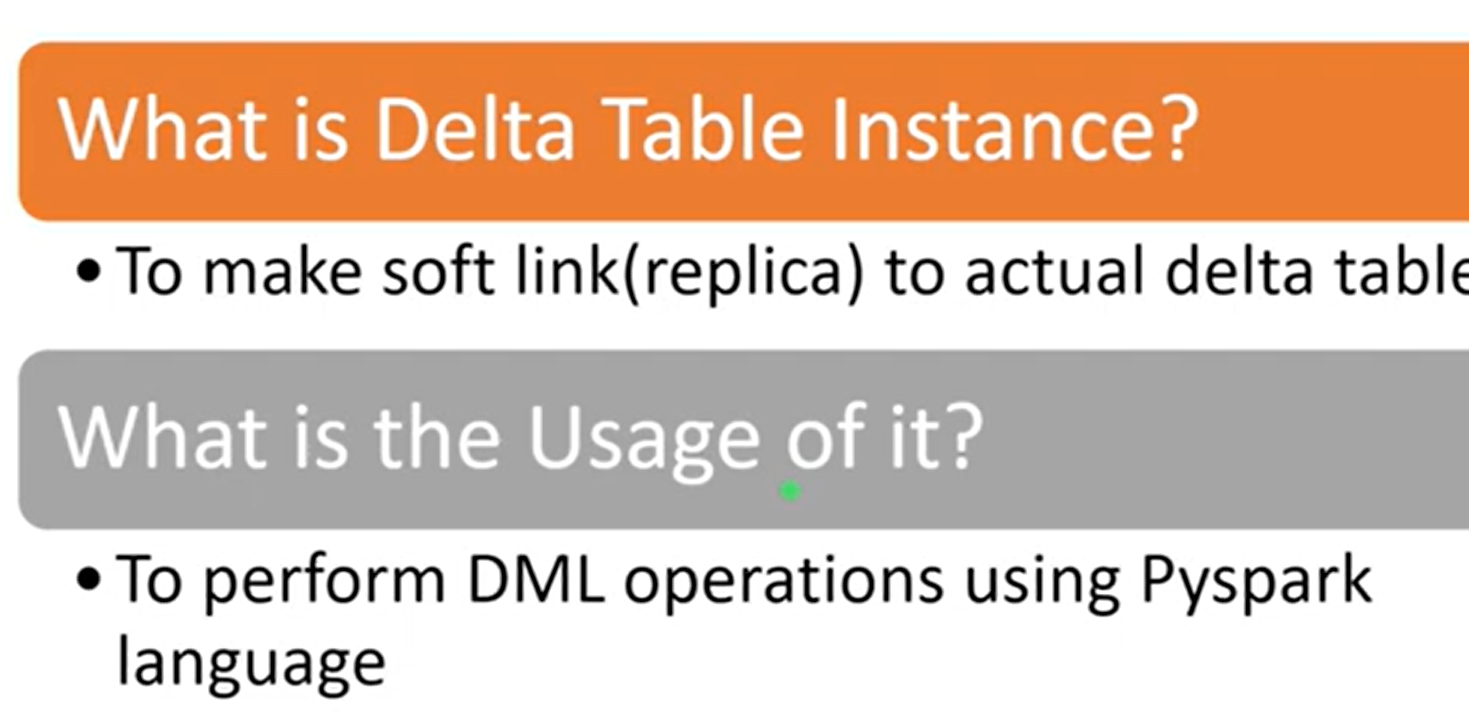 What is Delta Table Instance?
• To make soft link(replica) to actual delta table
What is the Usage of it?
• To perform DML operations using Pyspark
language